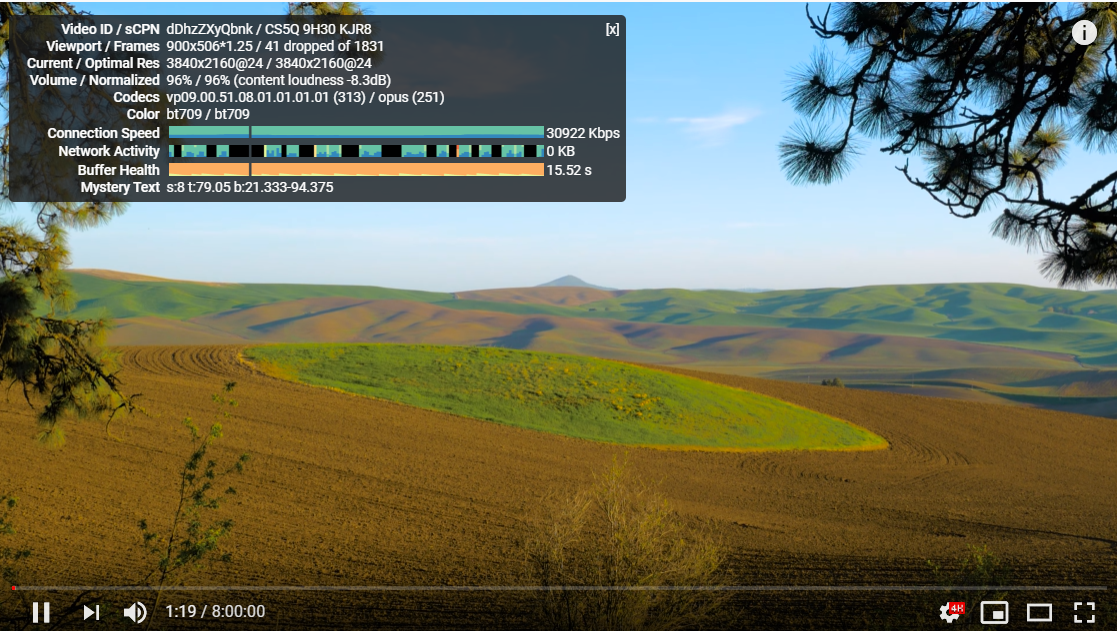 Video ID / sCPN dDhzZXyQbnk / CS5Q 9H30 KJR8 [x]
Viewport / Frames 900x506*1.25 / 41 dropped of 1831
Current / Optimal Res 3840x2160@24 / 3840x2160@24
Volume / Normalized 96% / 96% (content loudness -8.3dB)
Codecs vp09.00.51.08.01.01.01.01 (313) / opus (251)
Color bt709 / bt709
Connection Speed 30922 Kbps
Network Activity 0 KB
Buffer Health 15.52 s
Mystery Text s:8 t:79.05 b:21.333-94.375
1:19 / 8:00:00
4K